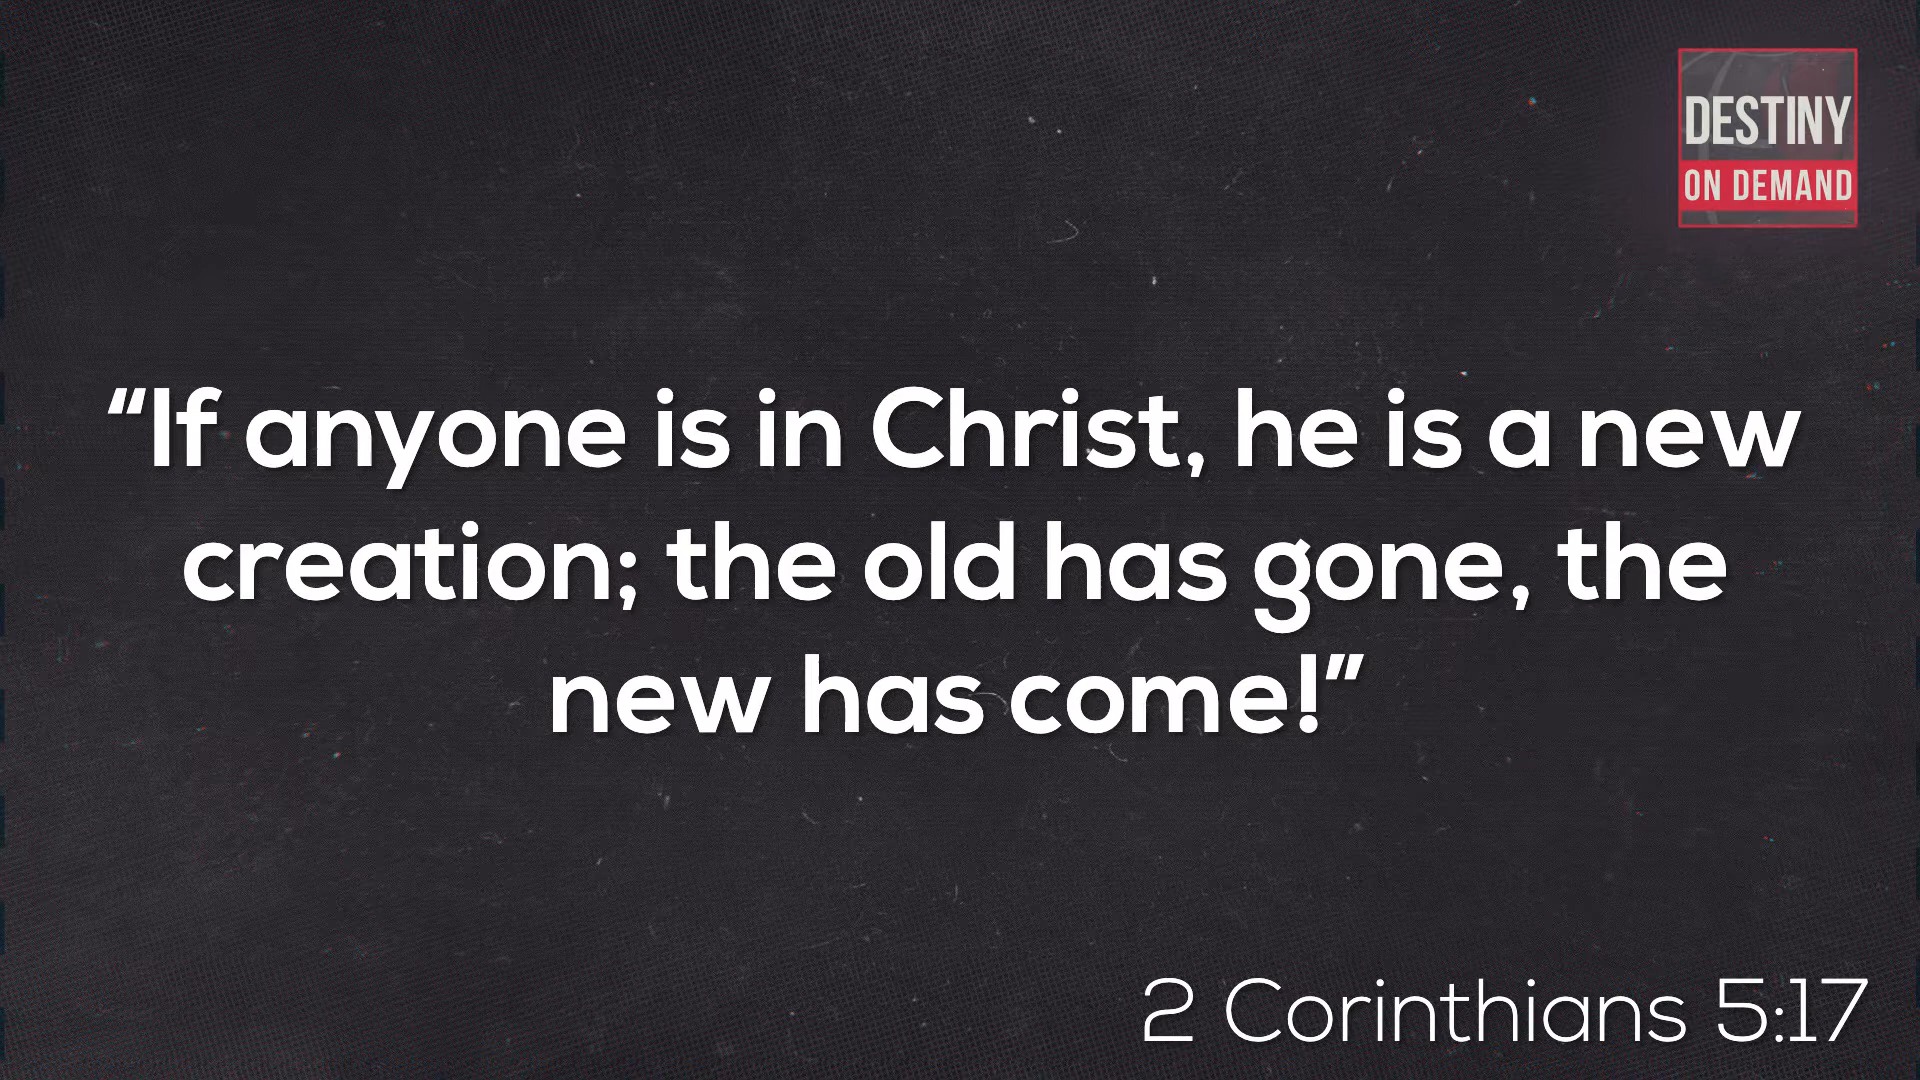 DESTINY
ON DEMAND
“If anyone is in Christ, he is a new
creation; the old has gone, the
new has come!”
2 Corinthians 5:17